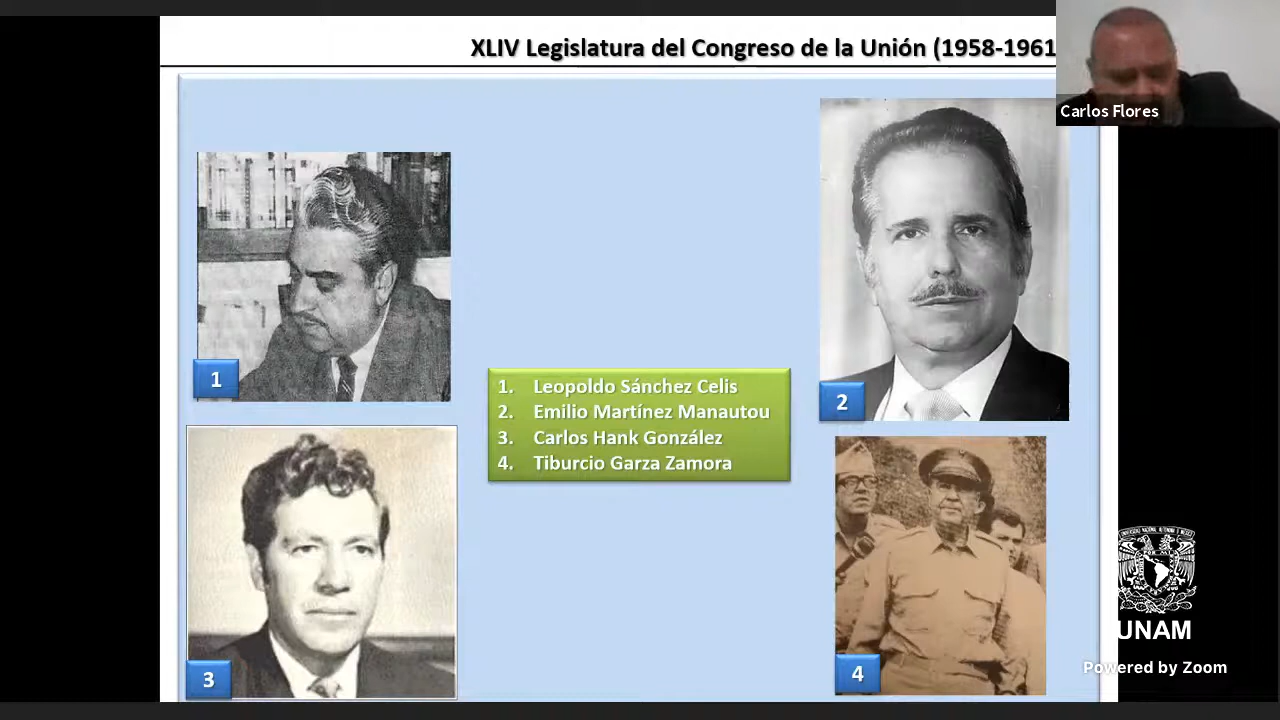 XLIV Legislatura del Congreso de la Unión (1958-1961
Carlos Flores
1
2
1. Leopoldo Sánchez Celis
2. Emilio Martínez Manautou
3. Carlos Hank González
4. Tiburcio Garza Zamora
3
4
UNAM
Powered by Zoom